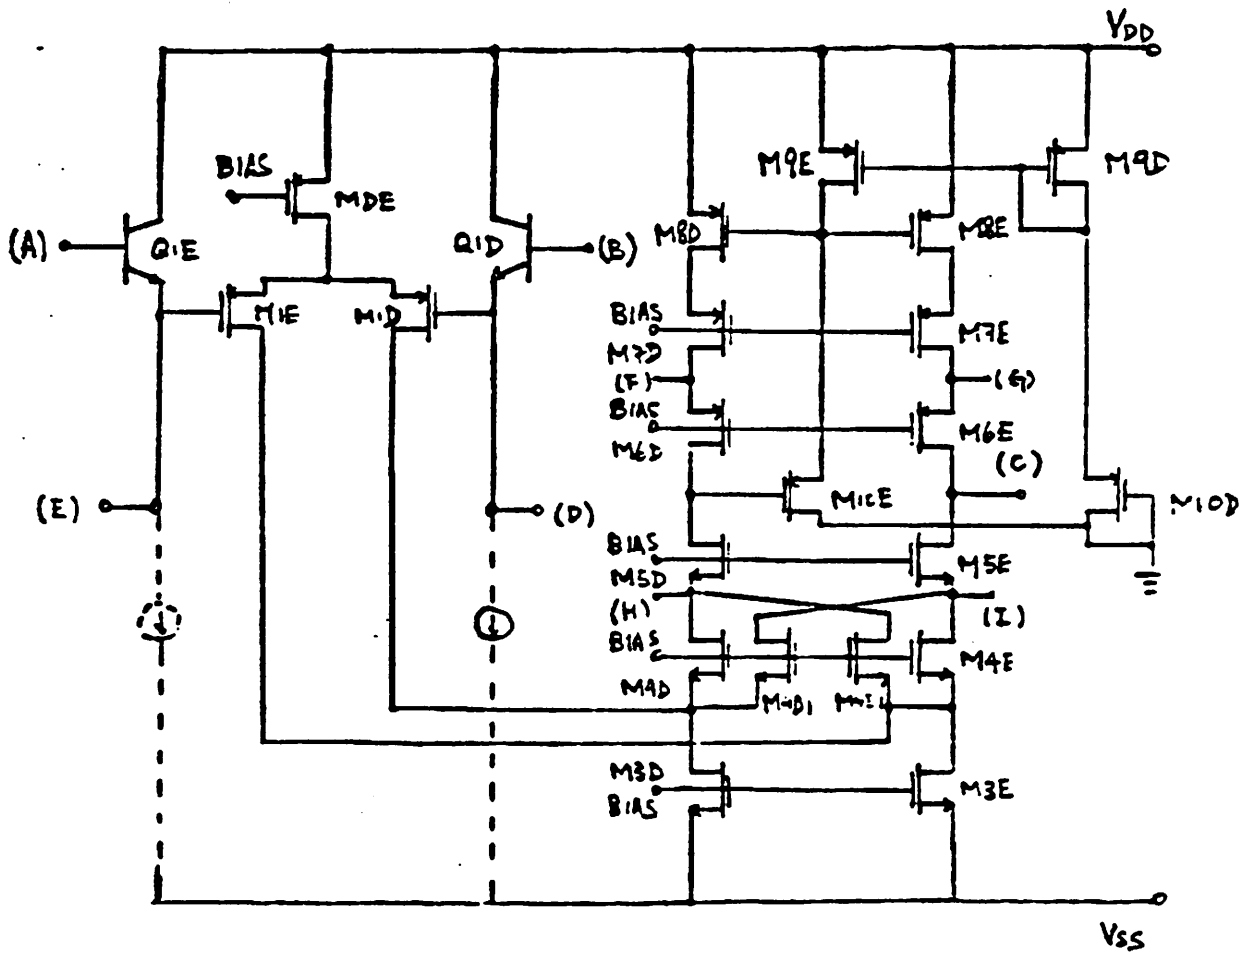 VDD
BIAS
MDE
M9E
M9D
(A)
Q1E
Q1D
(B)
M8D
M8E
M1E
M1D
BIAS
M7D
M7E
(F)
(G)
BIAS
M6D
M6E
(C)
M10D
(E)
(D)
BIAS
M5D
M5E
(H)
(I)
BIAS
M4D
M4E
M3D
BIAS
M3E
VSS